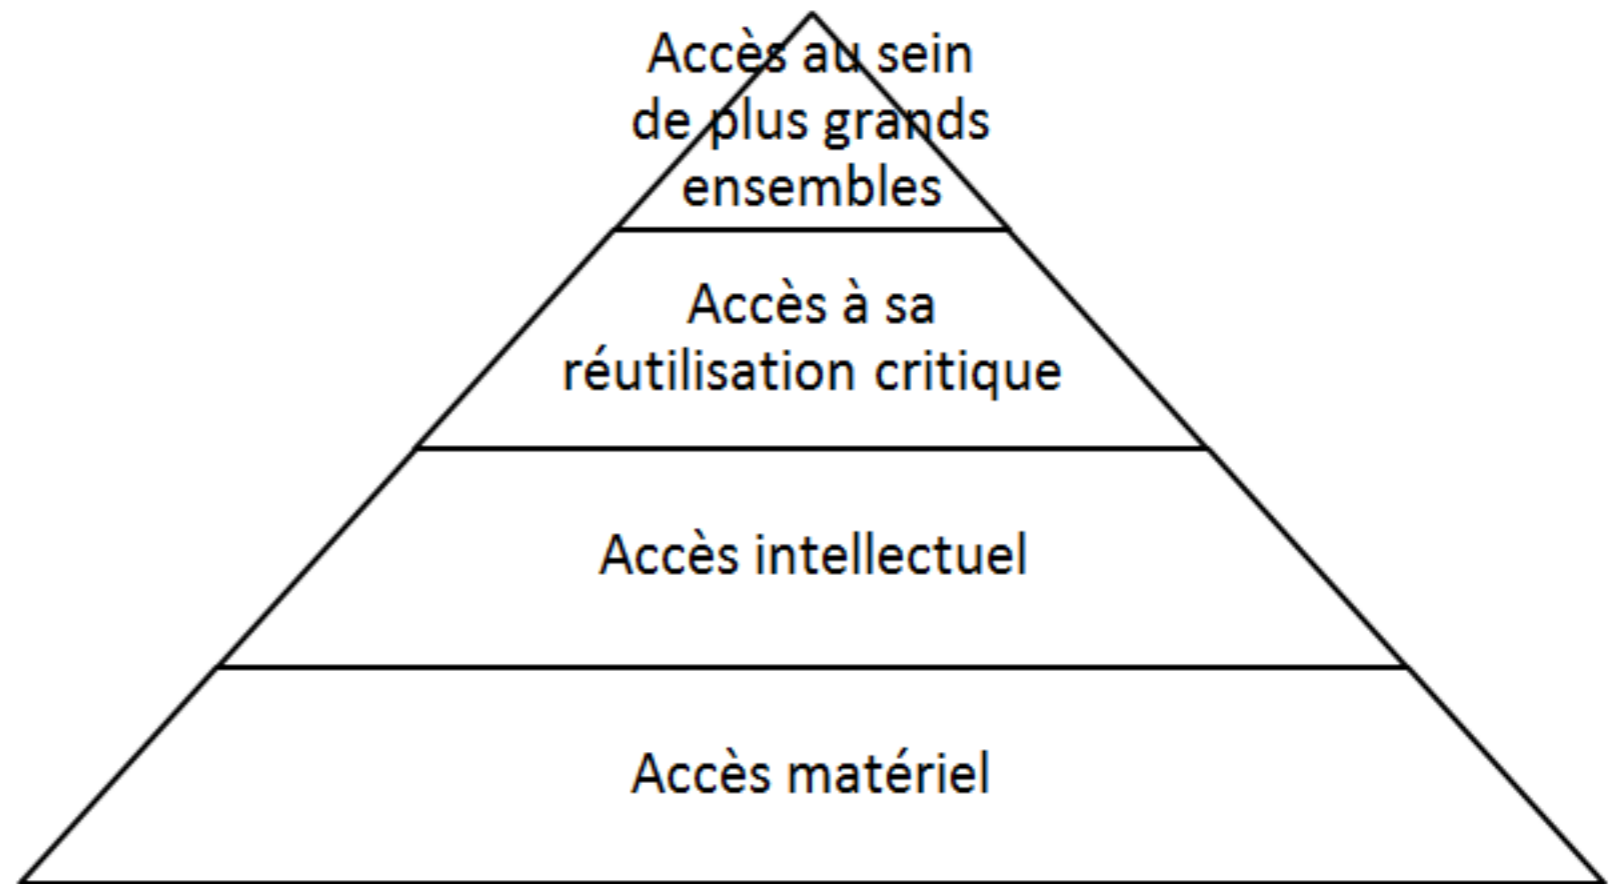 Accès au sein
de plus grands
ensembles
Accès à sa
réutilisation critique
Accès intellectuel
Accès matériel